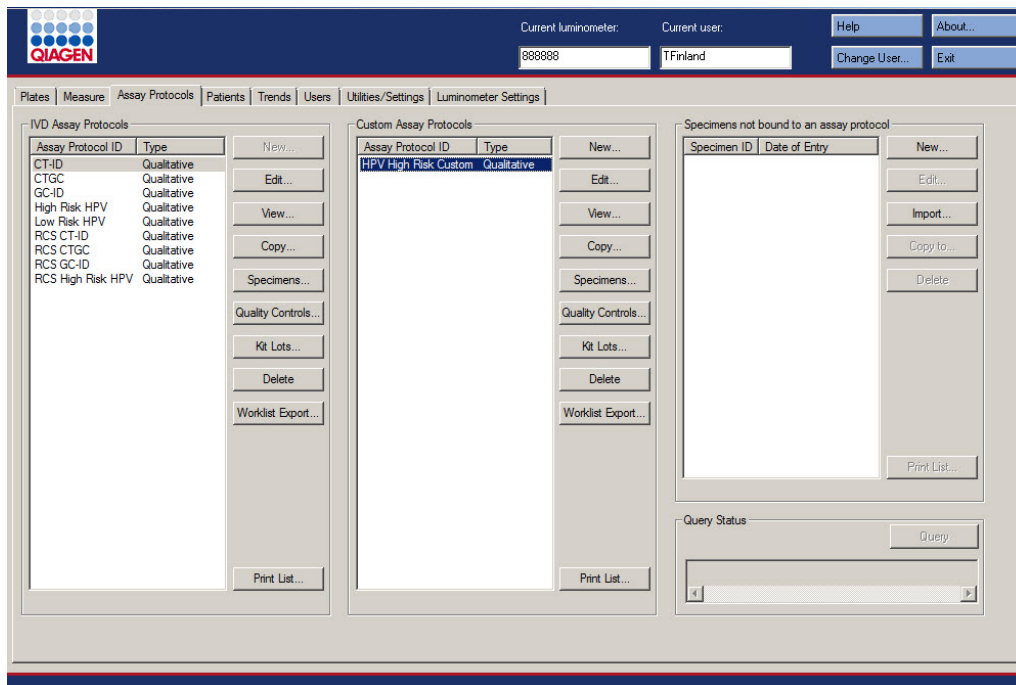 QIAGEN
Current luminometer:
Current user:
888888
TFinland
Help
About...
Change User...
Exit
Plates
Measure
Assay Protocols
Patients
Trends
Users
Utilities/Settings
Luminometer Settings
IVD Assay Protocols
Assay Protocol ID Type
CT-ID Qualitative
CTGC Qualitative
GC-ID Qualitative
High Risk HPV Qualitative
Low Risk HPV Qualitative
RCS CT-ID Qualitative
RCS CTGC Qualitative
RCS GC-ID Qualitative
RCS High Risk HPV Qualitative
New...
Edit...
View...
Copy...
Specimens...
Quality Controls...
Kit Lots...
Delete
Worklist Export...
Print List...
Custom Assay Protocols
Assay Protocol ID Type
HPV High Risk Custom Qualitative
New...
Edit...
View...
Copy...
Specimens...
Quality Controls...
Kit Lots...
Delete
Worklist Export...
Print List...
Specimens not bound to an assay protocol
Specimen ID Date of Entry
New...
Edit...
Import...
Copy to...
Delete
Print List...
Query Status
Query